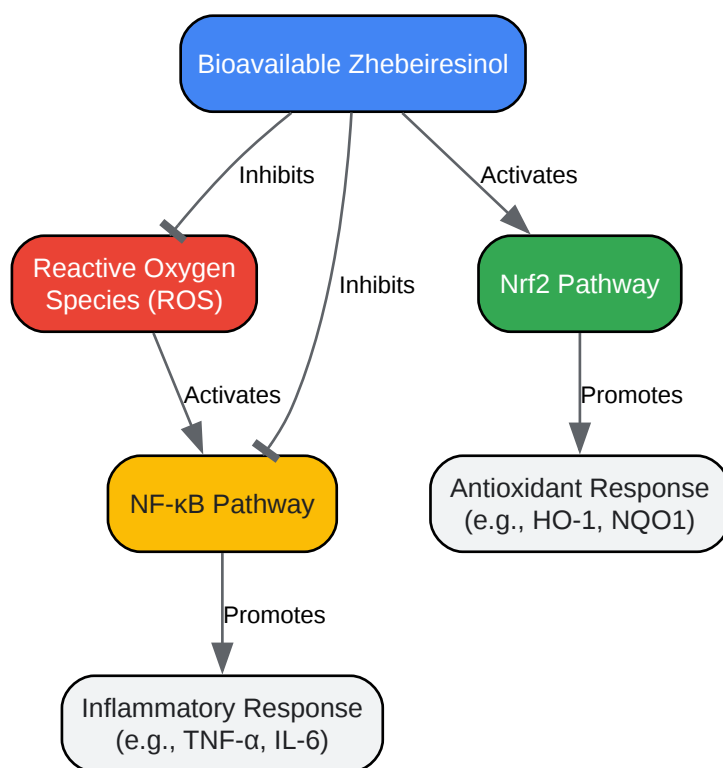 Bioavailable Zhebeiresinol
Inhibits
Activates
Reactive Oxygen
Species (ROS)
Inhibits
Nrf2 Pathway
Activates
Promotes
NF-κB Pathway
Antioxidant Response
(e.g., HO-1, NQO1)
Promotes
Inflammatory Response
(e.g., TNF-α, IL-6)